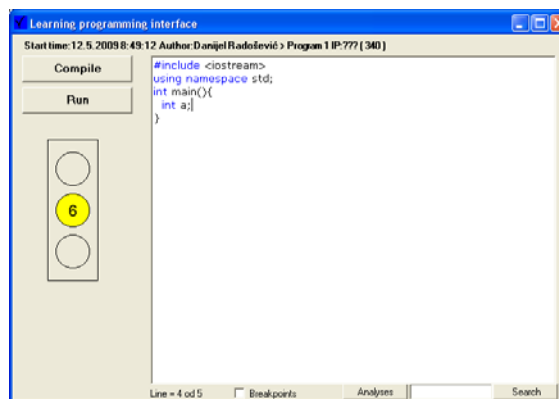 Learning programming interface
Start time: 12.5.2009 8:49:12 Author: Danijel Radošević > Program 1 IP:??? ( 340 )
Compile
Run
6
#include <iostream>
using namespace std;
int main(){
  int a;
}
Line = 4 od 5
Breakpoints
Analyses
Search